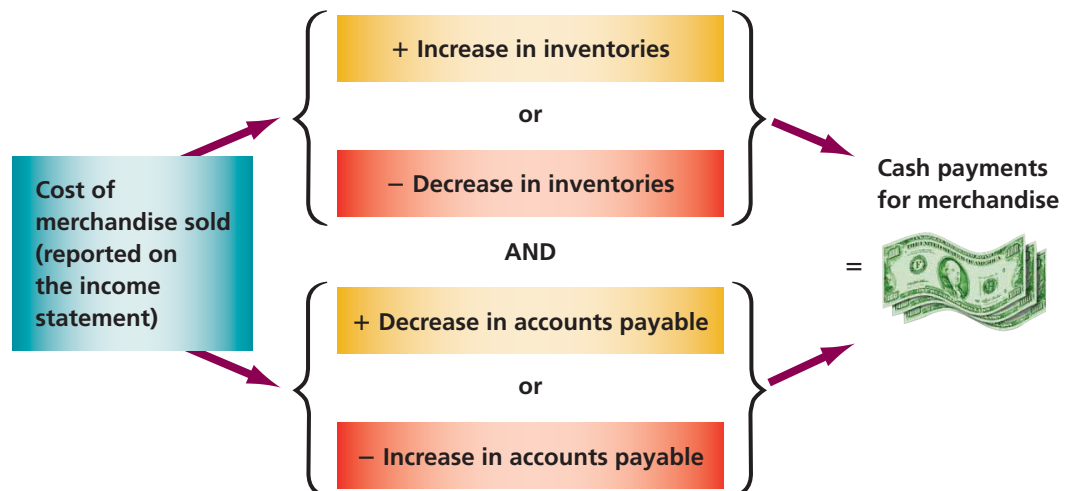 + Increase in inventories
or
− Decrease in inventories
Cost of
merchandise sold
(reported on
the income
statement)
AND
+ Decrease in accounts payable
or
− Increase in accounts payable
Cash payments
for merchandise
=